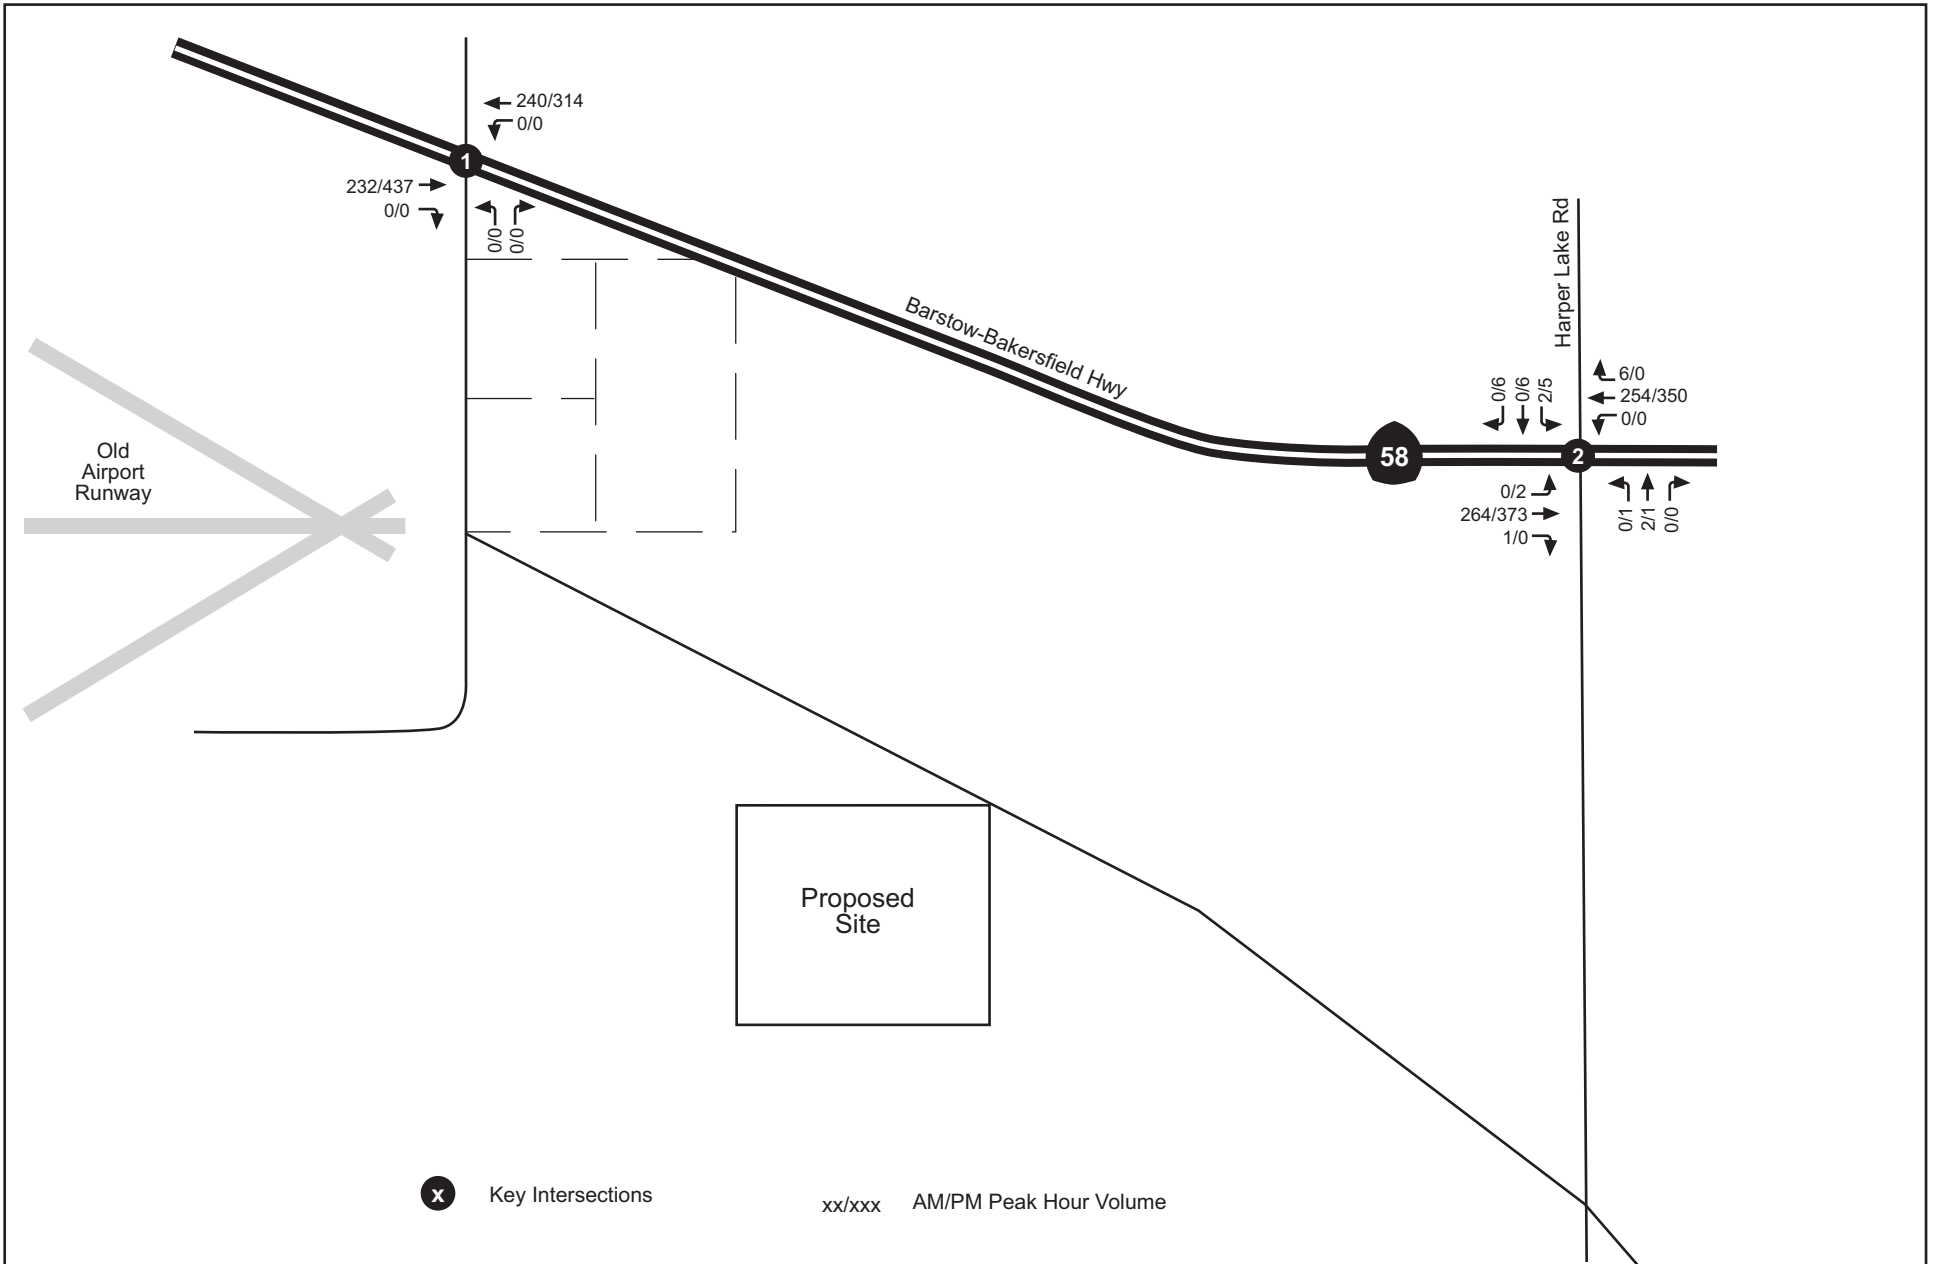 240/314
0/0
1
232/437
0/0
0/0
0/0
Harper Lake Rd
Barstow-Bakersfield Hwy
0/6
0/6
2/5
6/0
254/350
0/0
58
2
0/2
264/373
1/0
0/1
2/1
0/0
Old
Airport
Runway
Proposed
Site
x
Key Intersections
xx/xxx
AM/PM Peak Hour Volume